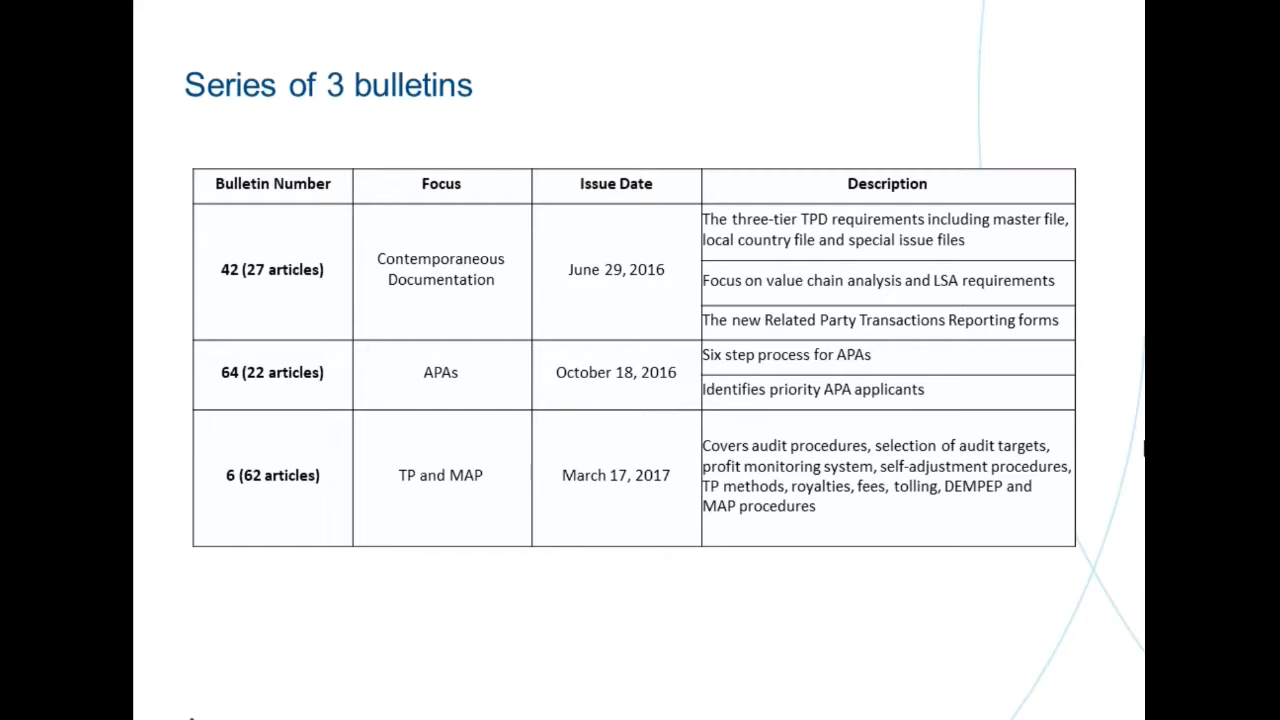 Series of 3 bulletins
Bulletin Number Focus Issue Date Description
42 (27 articles)
Contemporaneous
Documentation
June 29, 2016
The three-tier TPD requirements including master file,
local country file and special issue files
Focus on value chain analysis and LSA requirements
The new Related Party Transactions Reporting forms
64 (22 articles)
APAs
October 18, 2016
Six step process for APAs
Identifies priority APA applicants
6 (62 articles)
TP and MAP
March 17, 2017
Covers audit procedures, selection of audit targets,
profit monitoring system, self-adjustment procedures,
TP methods, royalties, fees, tolling, DEMPEP and
MAP procedures